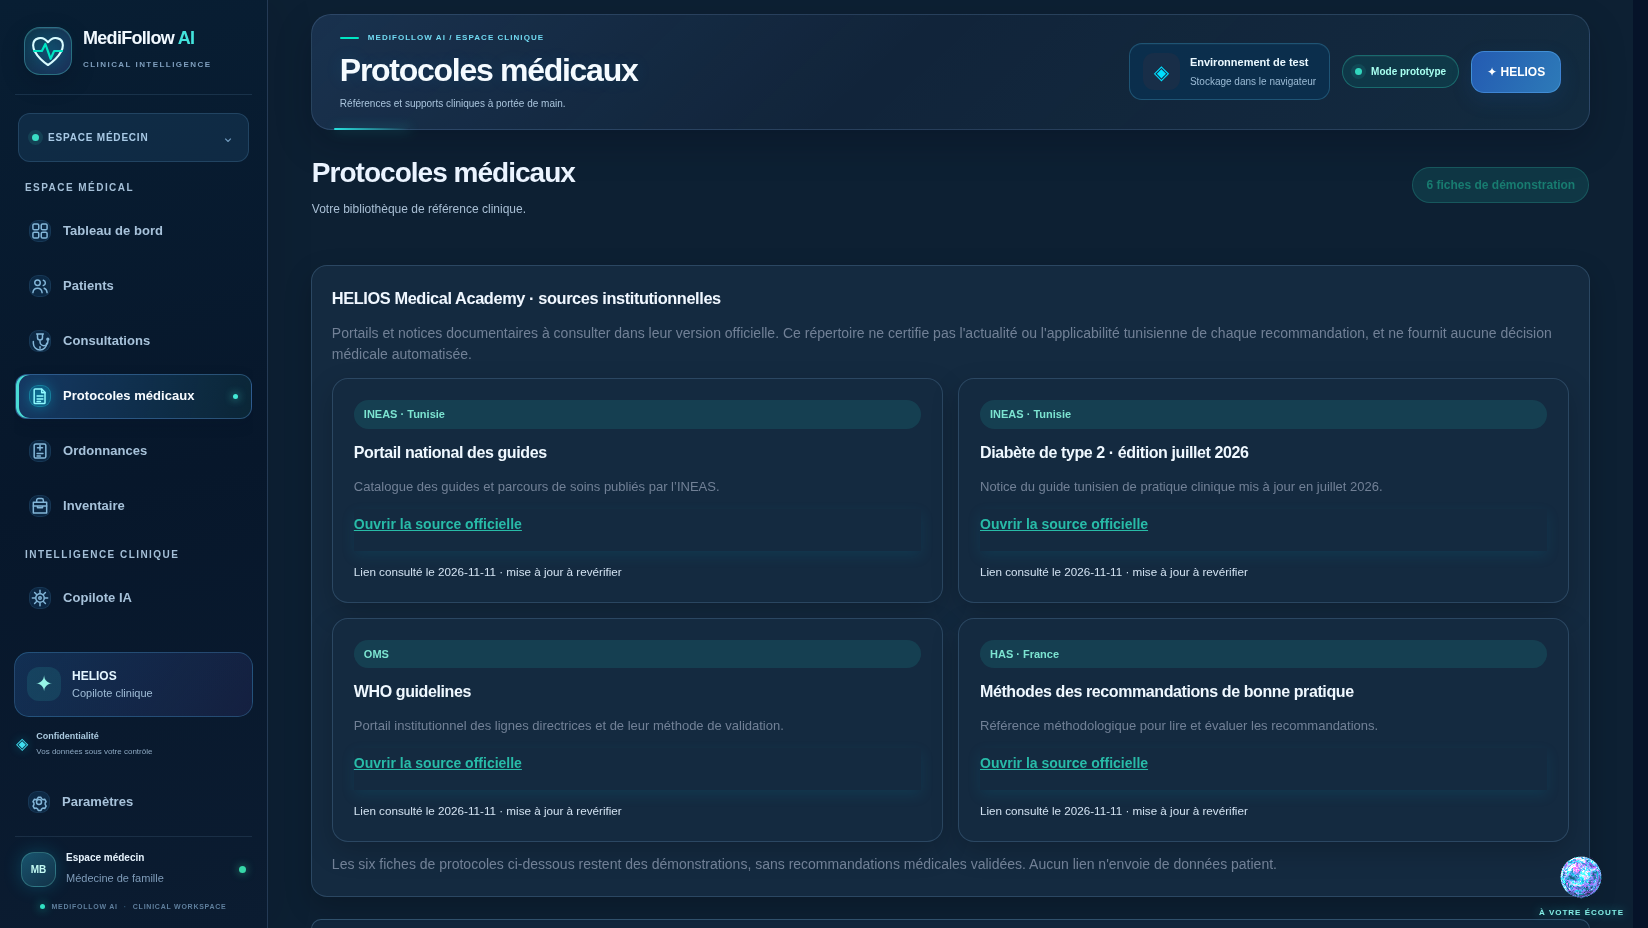 MediFollow AI
CLINICAL INTELLIGENCE
ESPACE MÉDECIN
ESPACE MÉDICAL
Tableau de bord
Patients
Consultations
Protocoles médicaux
Ordonnances
Inventaire
INTELLIGENCE CLINIQUE
Copilote IA
HELIOS
Copilote clinique
Confidentialité
Vos données sous votre contrôle
Paramètres
MB
Espace médecin
Médecine de famille
MEDIFOLLOW AI · CLINICAL WORKSPACE
MEDIFOLLOW AI / ESPACE CLINIQUE
Protocoles médicaux
Références et supports cliniques à portée de main.
Environnement de test
Stockage dans le navigateur
Mode prototype
✦ HELIOS
Protocoles médicaux
Votre bibliothèque de référence clinique.
6 fiches de démonstration
HELIOS Medical Academy · sources institutionnelles
Portails et notices documentaires à consulter dans leur version officielle. Ce répertoire ne certifie pas l'actualité ou l'applicabilité tunisienne de chaque recommandation, et ne fournit aucune décision
médicale automatisée.
INEAS · Tunisie
Portail national des guides
Catalogue des guides et parcours de soins publiés par l'INEAS.
Ouvrir la source officielle
Lien consulté le 2026-11-11 · mise à jour à revérifier
INEAS · Tunisie
Diabète de type 2 · édition juillet 2026
Notice du guide tunisien de pratique clinique mis à jour en juillet 2026.
Ouvrir la source officielle
Lien consulté le 2026-11-11 · mise à jour à revérifier
OMS
WHO guidelines
Portail institutionnel des lignes directrices et de leur méthode de validation.
Ouvrir la source officielle
Lien consulté le 2026-11-11 · mise à jour à revérifier
HAS · France
Méthodes des recommandations de bonne pratique
Référence méthodologique pour lire et évaluer les recommandations.
Ouvrir la source officielle
Lien consulté le 2026-11-11 · mise à jour à revérifier
Les six fiches de protocoles ci-dessous restent des démonstrations, sans recommandations médicales validées. Aucun lien n'envoie de données patient.
À VOTRE ÉCOUTE